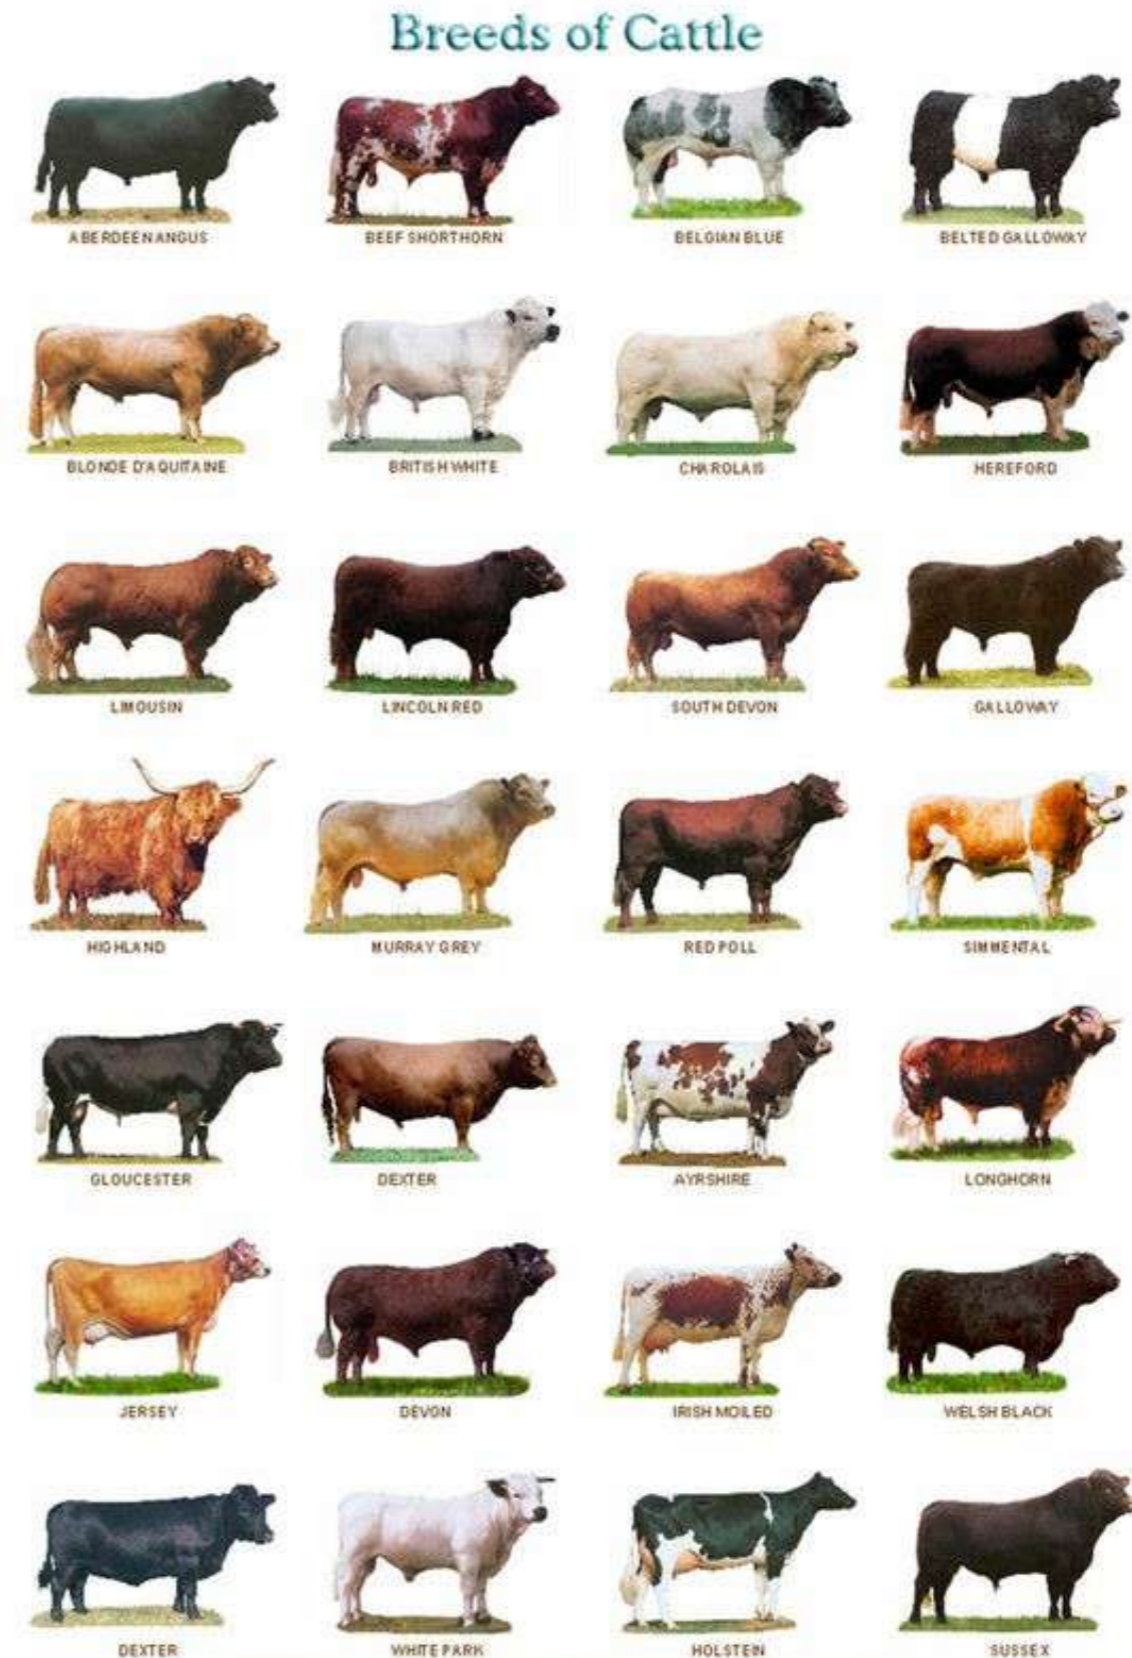 Breeds of Cattle
ABERDEEN ANGUS
BEEF SHORTHORN
BELGIAN BLUE
BELTED GALLOWAY
BLONDE D'AQUITAINE
BRITISH WHITE
CHAROLAIS
HEREFORD
LIMOUSIN
LINCOLN RED
SOUTH DEVON
GALLOWAY
HIGHLAND
MURRAY GREY
RED POLL
SIMMENTAL
GLOUCESTER
DEXTER
AYRSHIRE
LONGHORN
JERSEY
DEVON
IRISH MOILED
WELSH BLACK
DEXTER
WHITE PARK
HOLSTEIN
SUSSEX